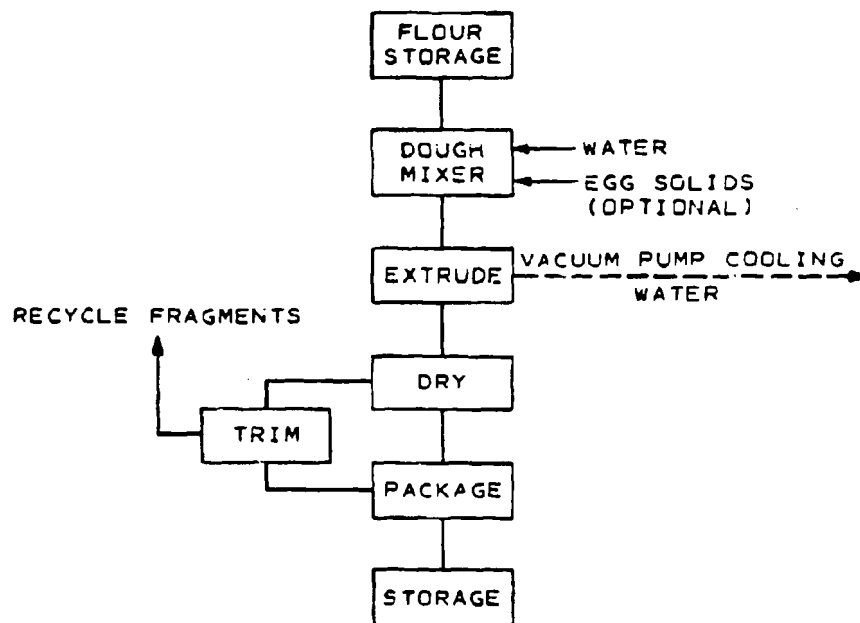 FLOUR
STORAGE
DOUGH
MIXER
WATER
EGG SOLIDS
(OPTIONAL)
EXTRUDE
VACUUM PUMP COOLING
WATER
RECYCLE FRAGMENTS
DRY
TRIM
PACKAGE
STORAGE